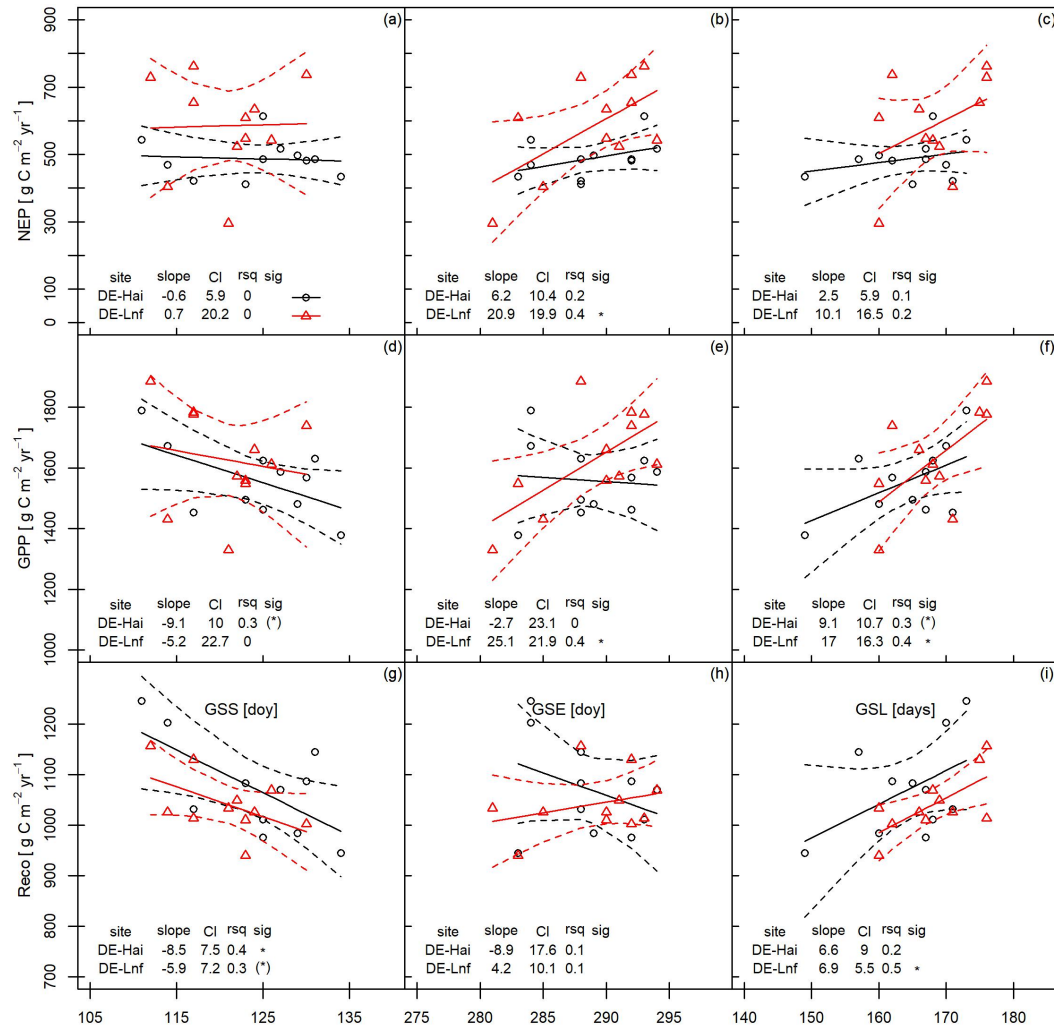 (a) (b) (c)
NEP [ g C m⁻² yr⁻¹ ]
900
700
500
300
100
0
site slope CI rsq sig
DE-Hai -0.6 5.9 0
DE-Lnf 0.7 20.2 0
site slope CI rsq sig
DE-Hai 6.2 10.4 0.2
DE-Lnf 20.9 19.9 0.4 *
site slope CI rsq sig
DE-Hai 2.5 5.9 0.1
DE-Lnf 10.1 16.5 0.2
(d) (e) (f)
GPP [ g C m⁻² yr⁻¹ ]
1800
1600
1400
1200
1000
site slope CI rsq sig
DE-Hai -9.1 10 0.3 (*)
DE-Lnf -5.2 22.7 0
site slope CI rsq sig
DE-Hai -2.7 23.1 0
DE-Lnf 25.1 21.9 0.4 *
site slope CI rsq sig
DE-Hai 9.1 10.7 0.3 (*)
DE-Lnf 17 16.3 0.4 *
(g) (h) (i)
GSS [doy] GSE [doy] GSL [days]
Reco [ g C m⁻² yr⁻¹ ]
1200
1100
1000
900
800
700
site slope CI rsq sig
DE-Hai -8.5 7.5 0.4 *
DE-Lnf -5.9 7.2 0.3 (*)
site slope CI rsq sig
DE-Hai -8.9 17.6 0.1
DE-Lnf 4.2 10.1 0.1
site slope CI rsq sig
DE-Hai 6.6 9 0.2
DE-Lnf 6.9 5.5 0.5 *
105 115 125 135 275 285 295 140 150 160 170 180